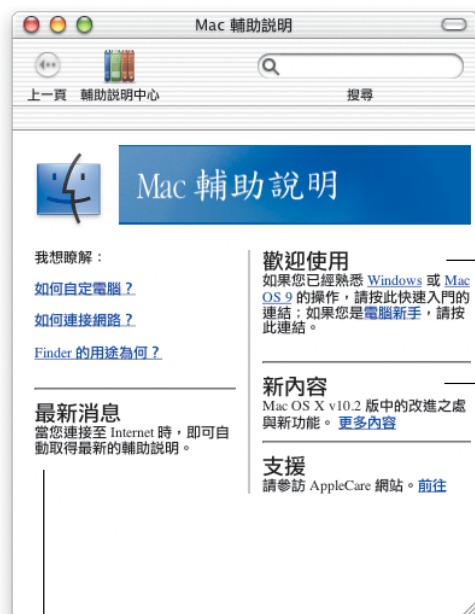 Mac 輔助說明
上一頁 輔助說明中心 搜尋
Mac 輔助說明
我想瞭解：
如何自定電腦？
如何連接網路？
Finder 的用途為何？
最新消息
當您連接至 Internet 時，即可自
動取得最新的輔助說明。
歡迎使用
如果您已經熟悉 Windows 或 Mac
OS 9 的操作，請按此快速入門的
連結；如果您是電腦新手，請按
此連結。
新內容
Mac OS X v10.2 版中的改進之處
與新功能。 更多內容
支援
請參訪 AppleCare 網站。前往